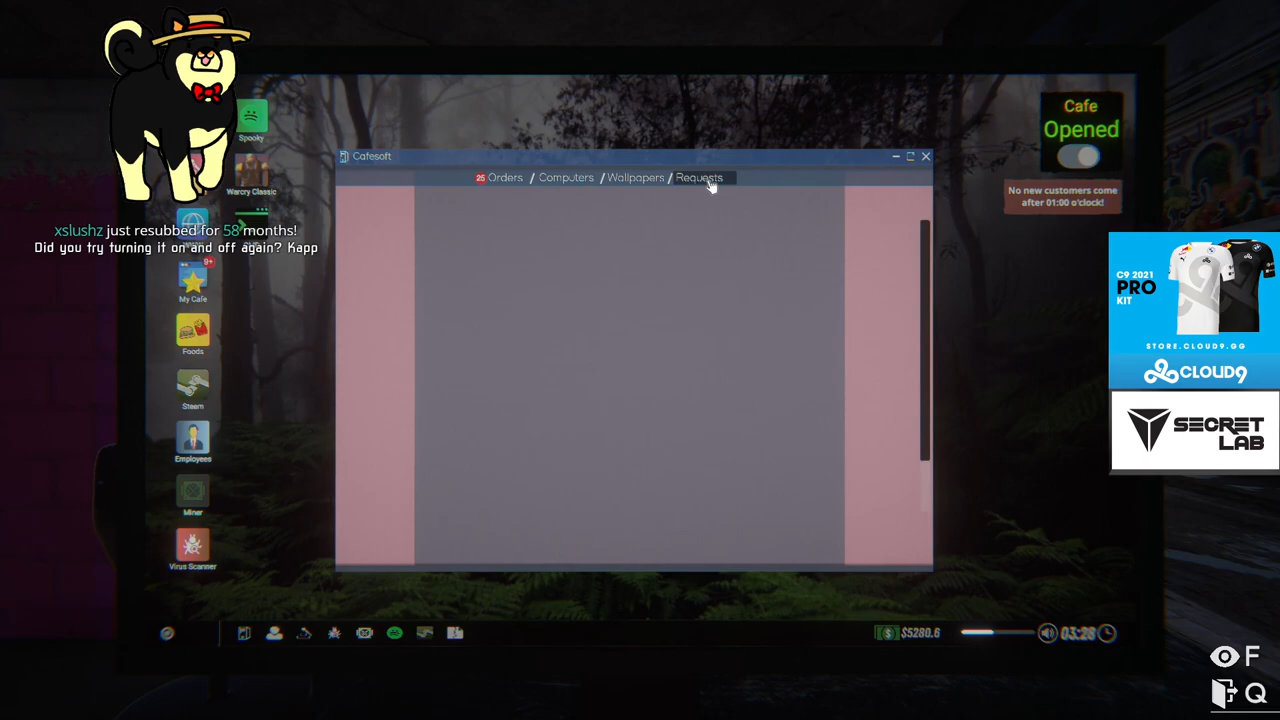 xslushz just resubbed for 58 months!
Did you try turning it on and off again? Kapp
Spooky
Warcry Classic
9+
My Cafe
Foods
Steem
Employees
Miner
Virus Scanner
Cafesoft
25 Orders / Computers / Wallpapers / Requests
Cafe
Opened
No new customers come
after 01:00 o'clock!
C9 2021
PRO
KIT
STORE.CLOUD9.GG
CLOUD9
SECRET
LAB
$5280.6
03:28
F
Q